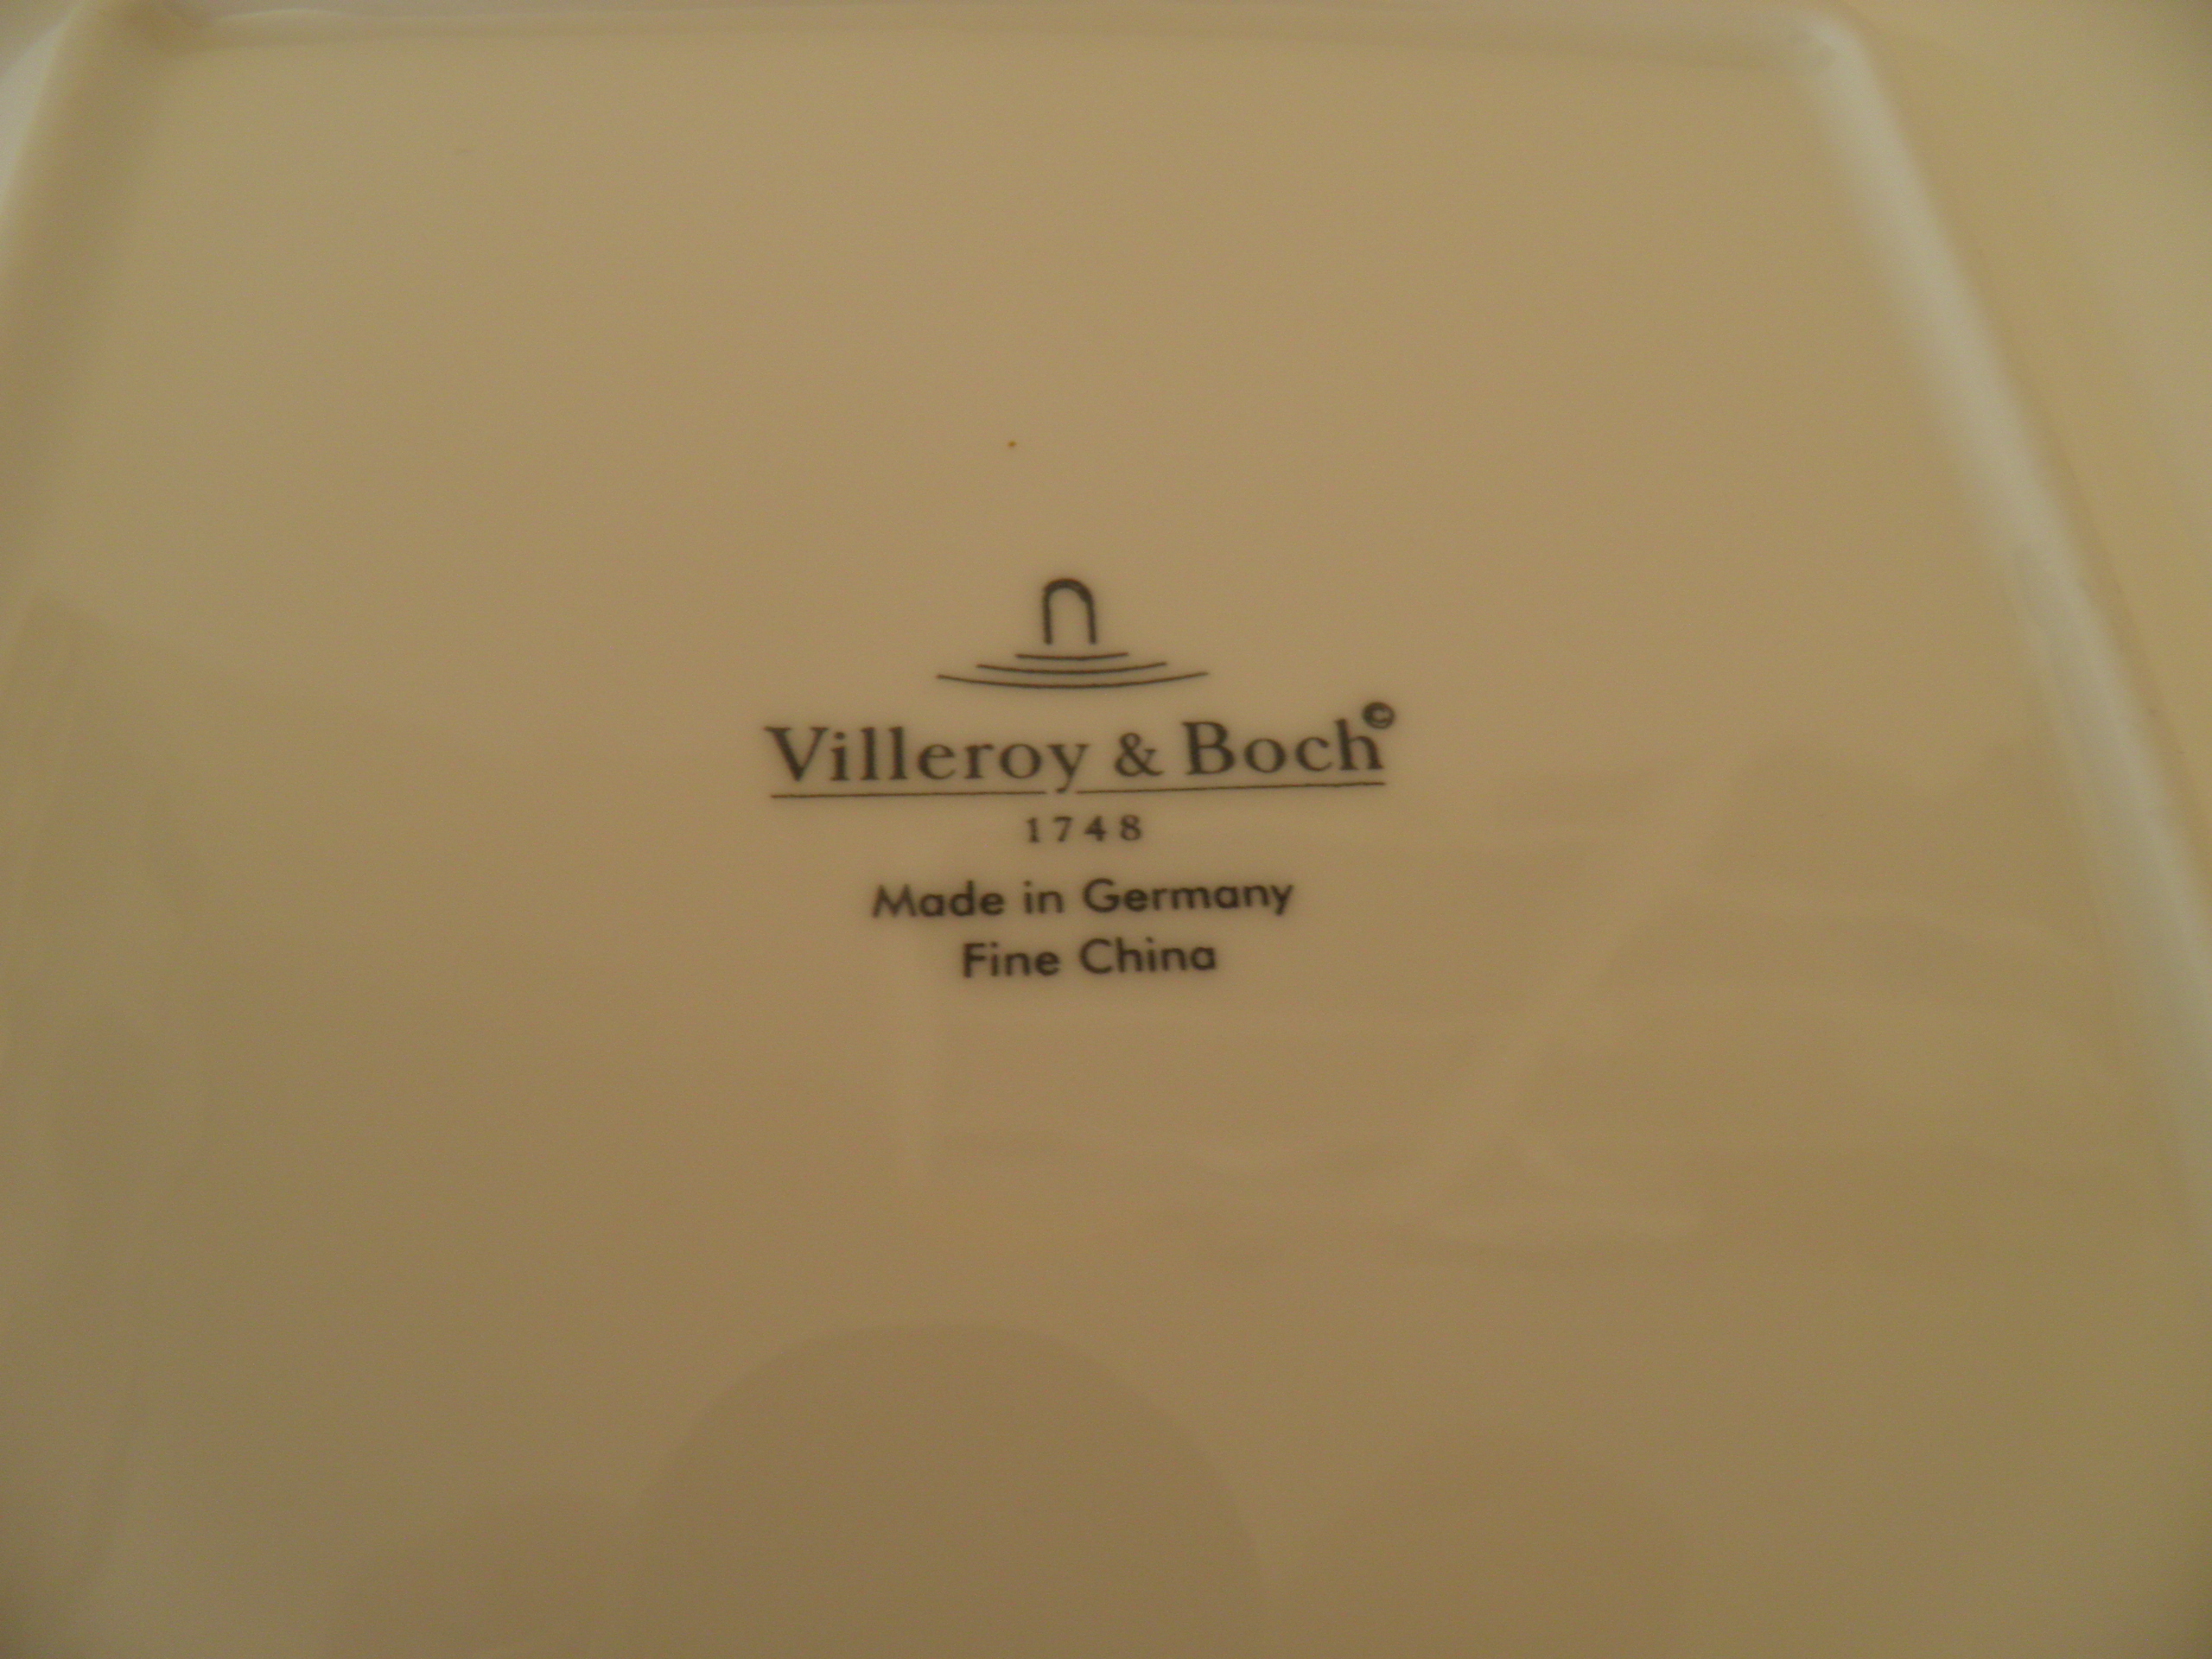 Villeroy & Boch©
1748
Made in Germany
Fine China